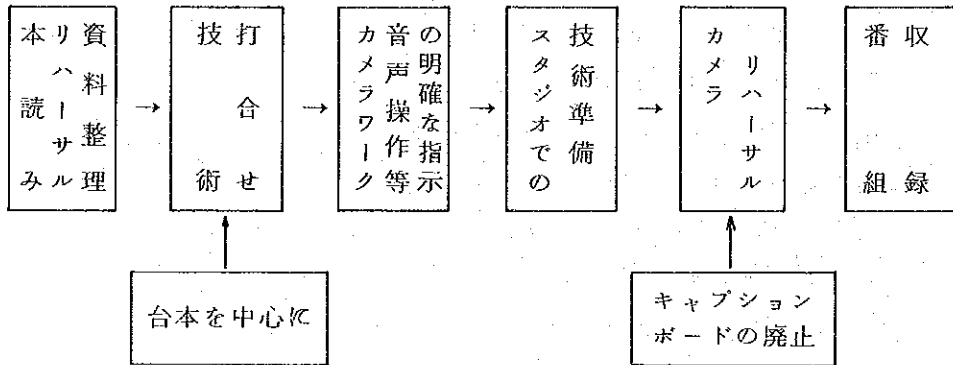 本読み
リハーサル
資料整理
→
技術
打合せ
→
カメラワーク
音声操作等
の明確な指示
→
スタジオでの
技術準備
→
カメラ
リハーサル
→
番組
収録
↑
台本を中心に
↑
キャプション
ボードの廃止